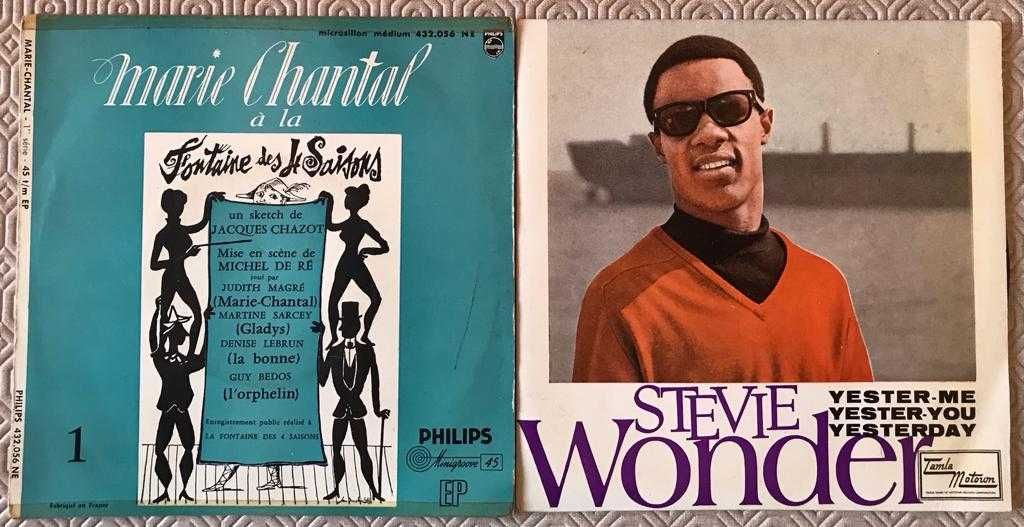 MARIE-CHANTAL - 1re série - 45 t/m EP
PHILIPS 432.056 NE
microsillon médium 432.056 NE
PHILIPS
marie Chantal
à la
Fontaine des 4 Saisons
un sketch de
JACQUES CHAZOT
Mise en scène de
MICHEL DE RÉ
joué par
JUDITH MAGRÉ
(Marie-Chantal)
MARTINE SARCEY
(Gladys)
DENISE LEBRUN
(la bonne)
GUY BEDOS
(l'orphelin)
Enregistrement public réalisé à
LA FONTAINE DES 4 SAISONS
1
PHILIPS
Minigroove 45
EP
Fabriqué en France
STEVIE
Wonder
YESTER-ME
YESTER-YOU
YESTERDAY
Tamla
Motown